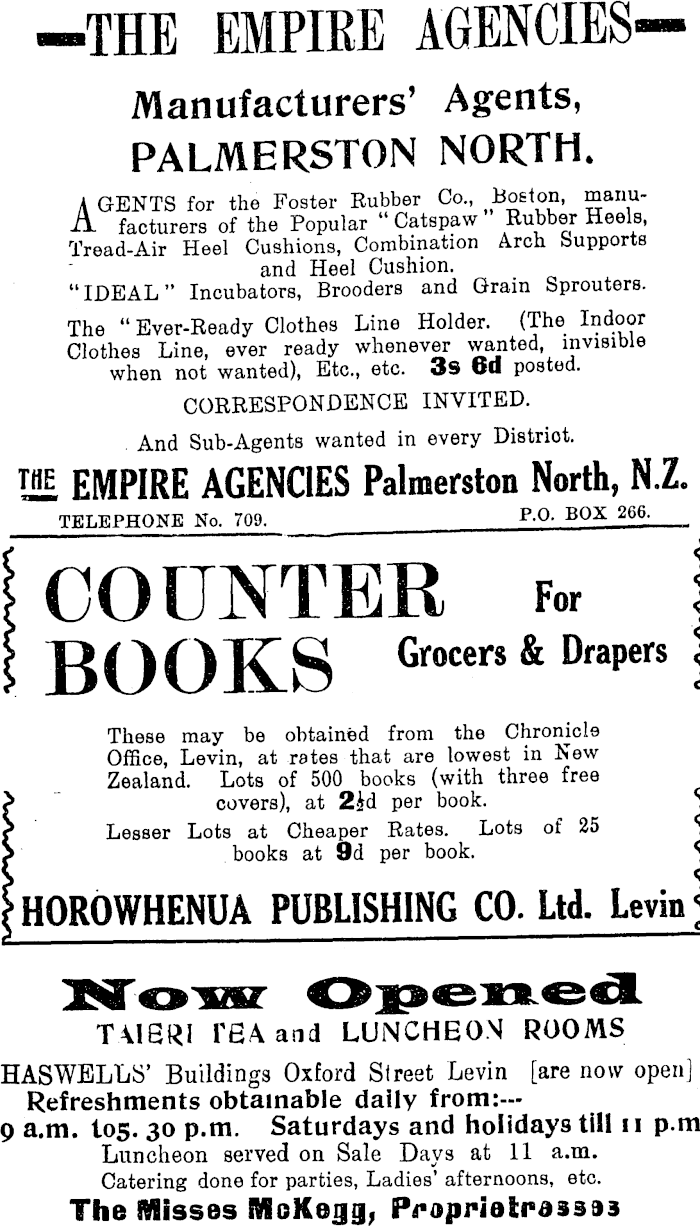 THE EMPIRE AGENCIES
Manufacturers' Agents,
PALMERSTON NORTH.
AGENTS for the Foster Rubber Co., Boston, manu-
facturers of the Popular "Catspaw" Rubber Heels,
Tread-Air Heel Cushions, Combination Arch Supports
and Heel Cushion.
"IDEAL" Incubators, Brooders and Grain Sprouters.
The "Ever-Ready Clothes Line Holder. (The Indoor
Clothes Line, ever ready whenever wanted, invisible
when not wanted), Etc., etc. 3s 6d posted.
CORRESPONDENCE INVITED.
And Sub-Agents wanted in every District.
THE EMPIRE AGENCIES Palmerston North, N.Z.
TELEPHONE No. 709. P.O. BOX 266.
COUNTER BOOKS
For
Grocers & Drapers
These may be obtained from the Chronicle
Office, Levin, at rates that are lowest in New
Zealand. Lots of 500 books (with three free
covers), at 2½d per book.
Lesser Lots at Cheaper Rates. Lots of 25
books at 9d per book.
HOROWHENUA PUBLISHING CO. Ltd. Levin
Now Opened
TAIERI TEA and LUNCHEON ROOMS
HASWELLS' Buildings Oxford Street Levin [are now open]
Refreshments obtainable daily from:---
9 a.m. to5. 30 p.m. Saturdays and holidays till 11 p.m
Luncheon served on Sale Days at 11 a.m.
Catering done for parties, Ladies' afternoons, etc.
The Misses McKegg, Proprietresses